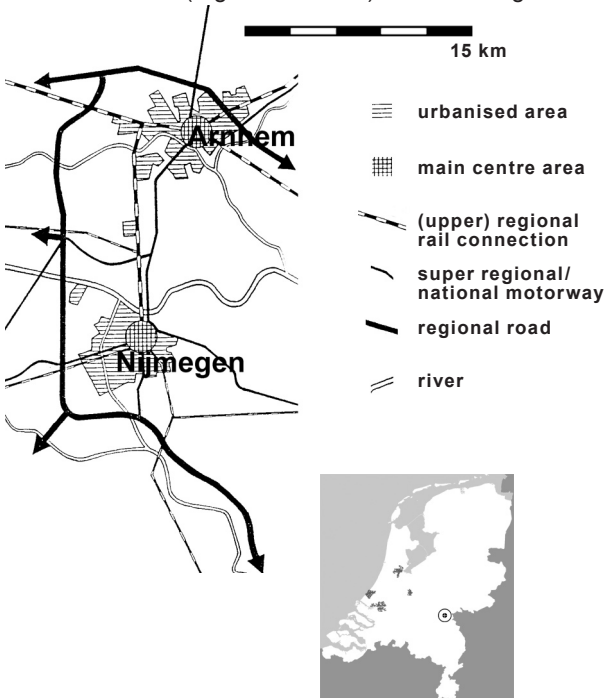 15 km
urbanised area
Arnhem
main centre area
(upper) regional
rail connection
super regional/
national motorway
regional road
Nijmegen
river